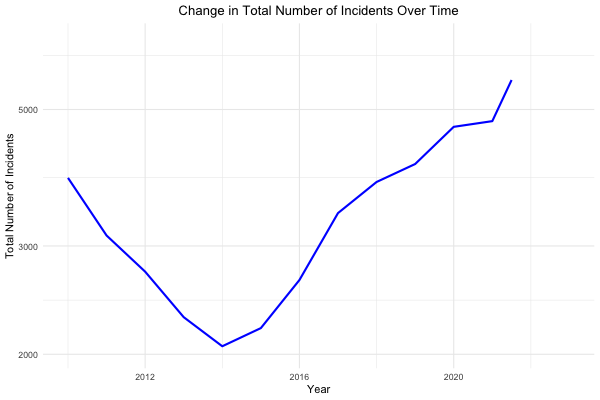 Change in Total Number of Incidents Over Time
Total Number of Incidents
5000
3000
2000
2012
2016
2020
Year